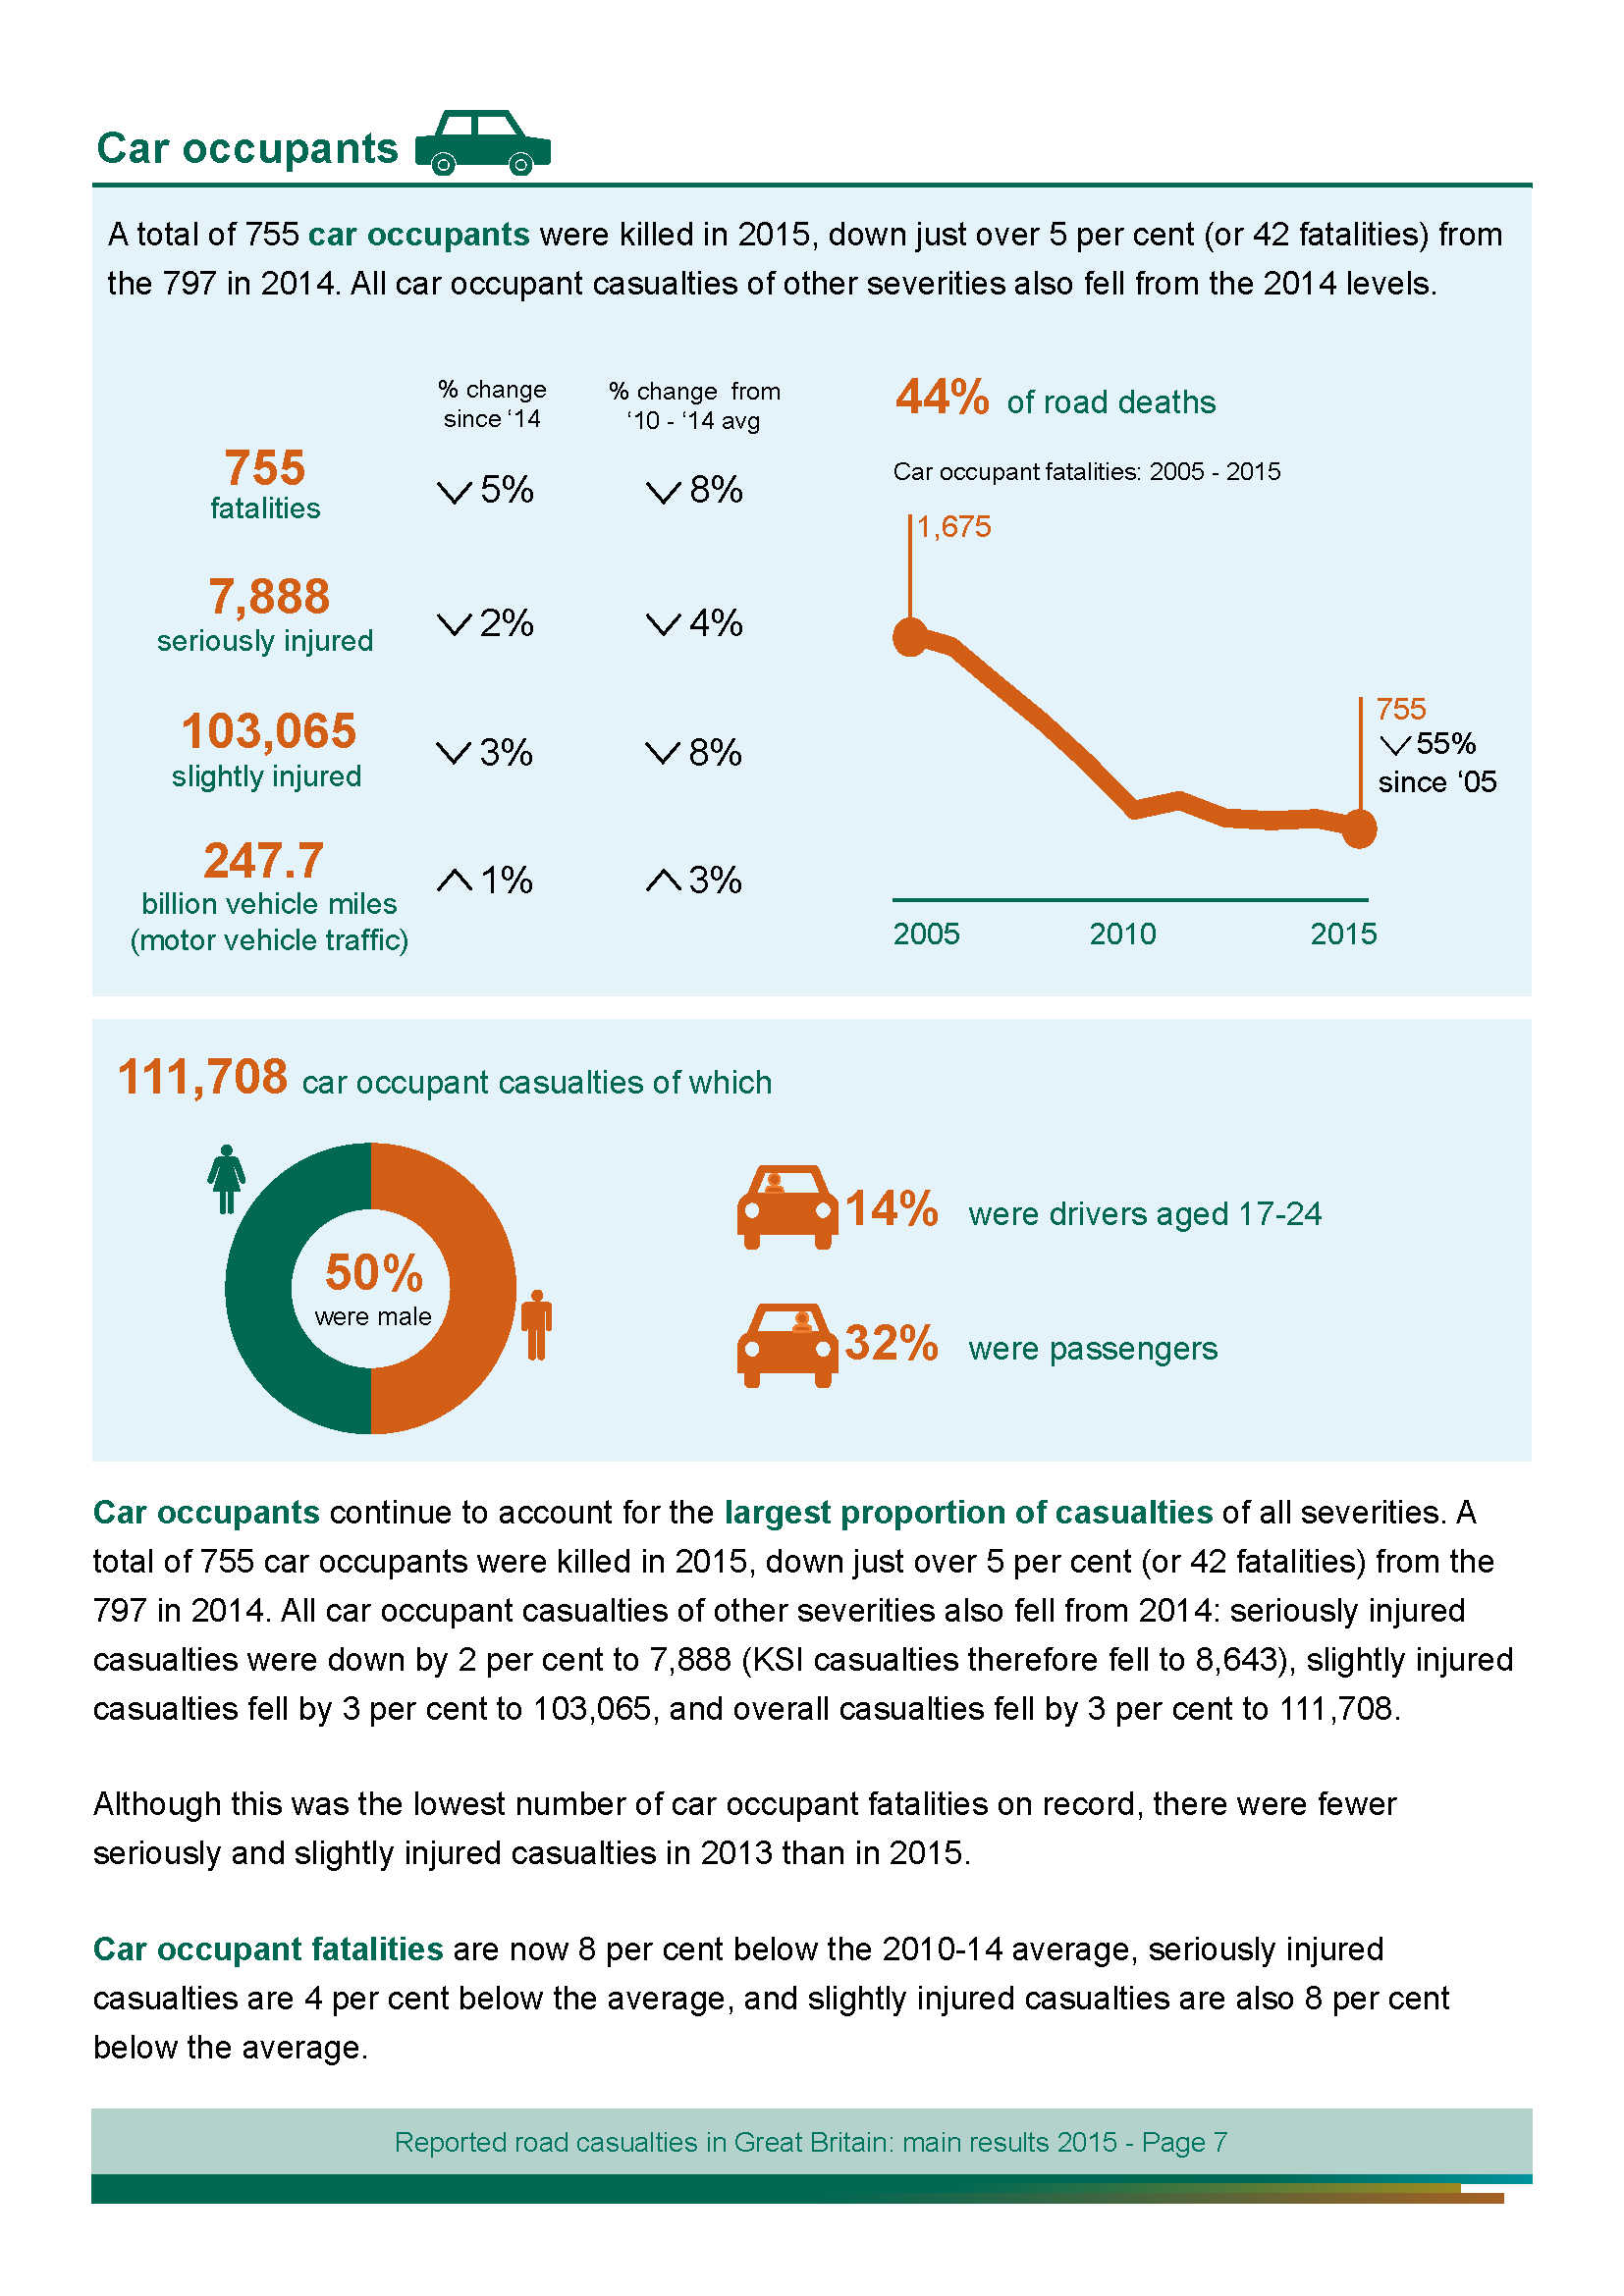 Car occupants
A total of 755 car occupants were killed in 2015, down just over 5 per cent (or 42 fatalities) from
the 797 in 2014. All car occupant casualties of other severities also fell from the 2014 levels.
% change
since ‘14
% change from
‘10 - ‘14 avg
755
fatalities
5%
8%
7,888
seriously injured
2%
4%
103,065
slightly injured
3%
8%
247.7
billion vehicle miles
(motor vehicle traffic)
1%
3%
44% of road deaths
Car occupant fatalities: 2005 - 2015
1,675
755
55%
since ‘05
2005 2010 2015
111,708 car occupant casualties of which
50%
were male
14% were drivers aged 17-24
32% were passengers
Car occupants continue to account for the largest proportion of casualties of all severities. A
total of 755 car occupants were killed in 2015, down just over 5 per cent (or 42 fatalities) from the
797 in 2014. All car occupant casualties of other severities also fell from 2014: seriously injured
casualties were down by 2 per cent to 7,888 (KSI casualties therefore fell to 8,643), slightly injured
casualties fell by 3 per cent to 103,065, and overall casualties fell by 3 per cent to 111,708.
Although this was the lowest number of car occupant fatalities on record, there were fewer
seriously and slightly injured casualties in 2013 than in 2015.
Car occupant fatalities are now 8 per cent below the 2010-14 average, seriously injured
casualties are 4 per cent below the average, and slightly injured casualties are also 8 per cent
below the average.
Reported road casualties in Great Britain: main results 2015 - Page 7